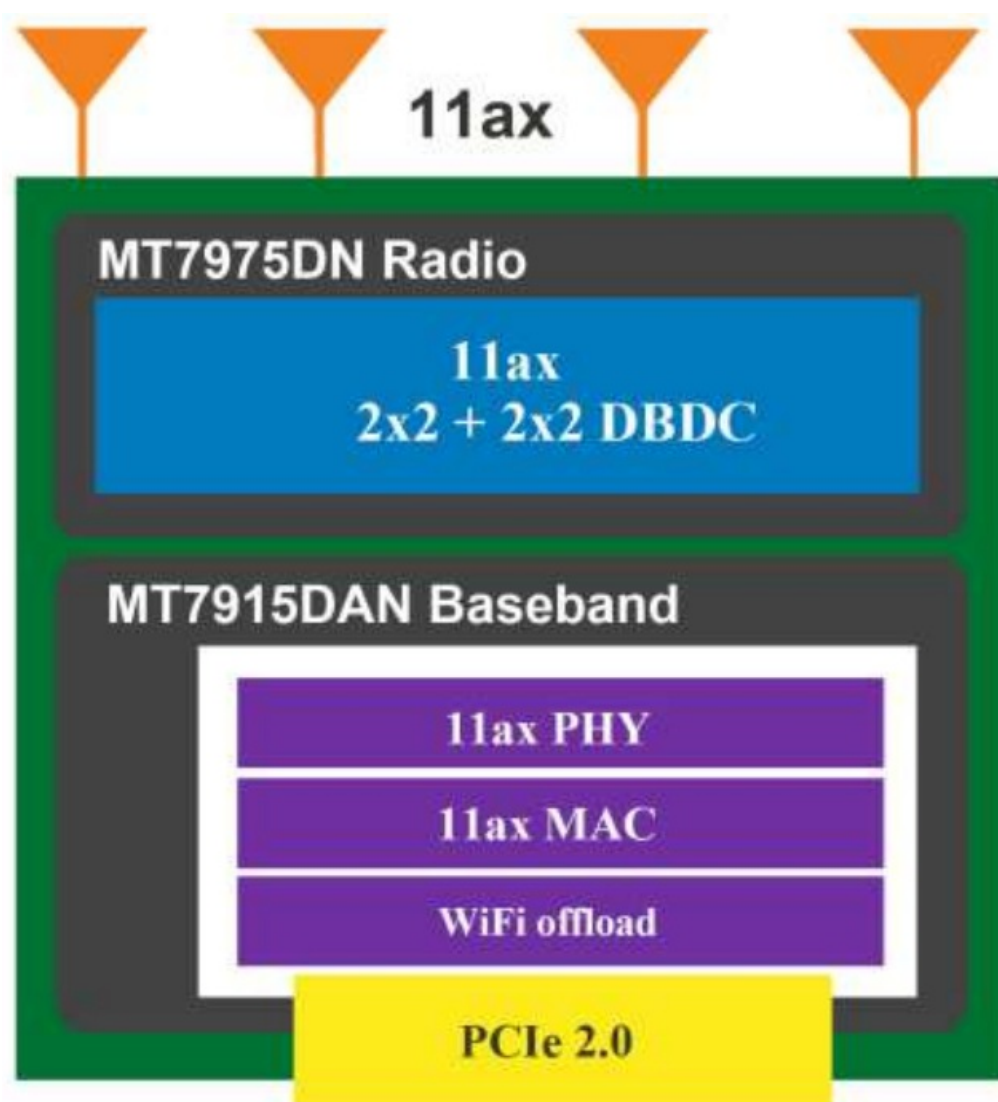 11ax
MT7975DN Radio
11ax
2x2 + 2x2 DBDC
MT7915DAN Baseband
11ax PHY
11ax MAC
WiFi offload
PCIe 2.0